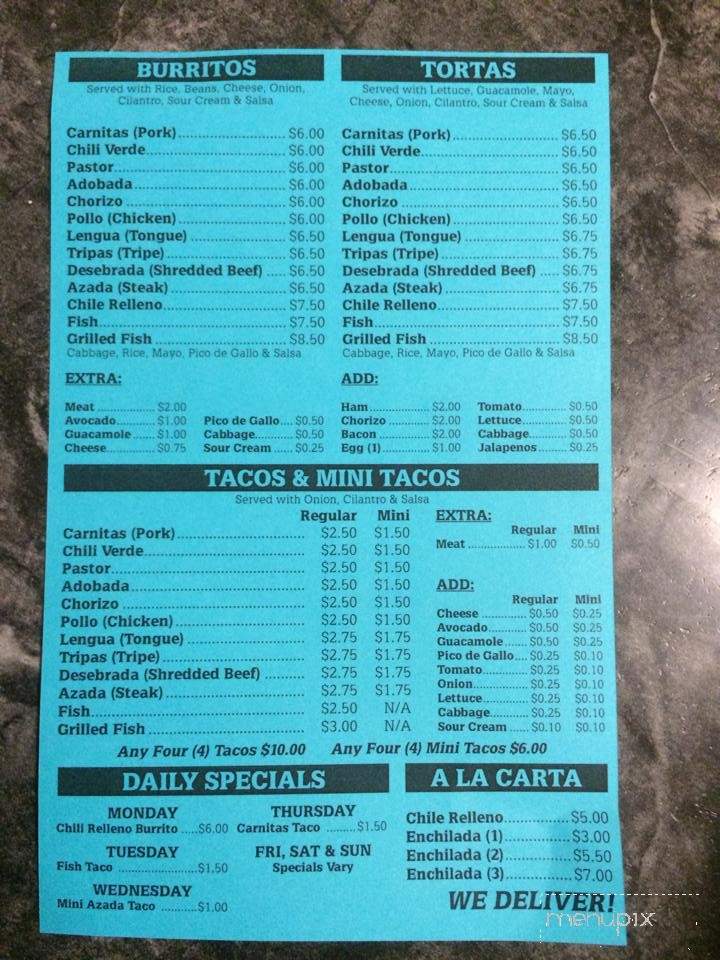 BURRITOS
Served with Rice, Beans, Cheese, Onion,
Cilantro, Sour Cream & Salsa
Carnitas (Pork) $6.00
Chili Verde $6.00
Pastor $6.00
Adobada $6.00
Chorizo $6.00
Pollo (Chicken) $6.00
Lengua (Tongue) $6.50
Tripas (Tripe) $6.50
Desebrada (Shredded Beef) $6.50
Azada (Steak) $6.50
Chile Relleno $7.50
Fish $7.50
Grilled Fish $8.50
Cabbage, Rice, Mayo, Pico de Gallo & Salsa
EXTRA:
Meat $2.00
Avocado $1.00 Pico de Gallo $0.50
Guacamole $1.00 Cabbage $0.50
Cheese $0.75 Sour Cream $0.25
TORTAS
Served with Lettuce, Guacamole, Mayo,
Cheese, Onion, Cilantro, Sour Cream & Salsa
Carnitas (Pork) $6.50
Chili Verde $6.50
Pastor $6.50
Adobada $6.50
Chorizo $6.50
Pollo (Chicken) $6.50
Lengua (Tongue) $6.75
Tripas (Tripe) $6.75
Desebrada (Shredded Beef) $6.75
Azada (Steak) $6.75
Chile Relleno $7.50
Fish $7.50
Grilled Fish $8.50
Cabbage, Rice, Mayo, Pico de Gallo & Salsa
ADD:
Ham $2.00 Tomato $0.50
Chorizo $2.00 Lettuce $0.50
Bacon $2.00 Cabbage $0.50
Egg (1) $1.00 Jalapenos $0.25
TACOS & MINI TACOS
Served with Onion, Cilantro & Salsa
Regular Mini
Carnitas (Pork) $2.50 $1.50
Chili Verde $2.50 $1.50
Pastor $2.50 $1.50
Adobada $2.50 $1.50
Chorizo $2.50 $1.50
Pollo (Chicken) $2.50 $1.50
Lengua (Tongue) $2.75 $1.75
Tripas (Tripe) $2.75 $1.75
Desebrada (Shredded Beef) $2.75 $1.75
Azada (Steak) $2.75 $1.75
Fish $2.50 N/A
Grilled Fish $3.00 N/A
EXTRA:
Regular Mini
Meat $1.00 $0.50
ADD:
Regular Mini
Cheese $0.50 $0.25
Avocado $0.50 $0.25
Guacamole $0.50 $0.25
Pico de Gallo $0.25 $0.10
Tomato $0.25 $0.10
Onion $0.25 $0.10
Lettuce $0.25 $0.10
Cabbage $0.25 $0.10
Sour Cream $0.10 $0.10
Any Four (4) Tacos $10.00 Any Four (4) Mini Tacos $6.00
DAILY SPECIALS
MONDAY
Chili Relleno Burrito $6.00
TUESDAY
Fish Taco $1.50
WEDNESDAY
Mini Azada Taco $1.00
THURSDAY
Carnitas Taco $1.50
FRI, SAT & SUN
Specials Vary
A LA CARTA
Chile Relleno $5.00
Enchilada (1) $3.00
Enchilada (2) $5.50
Enchilada (3) $7.00
WE DELIVER!
menupix